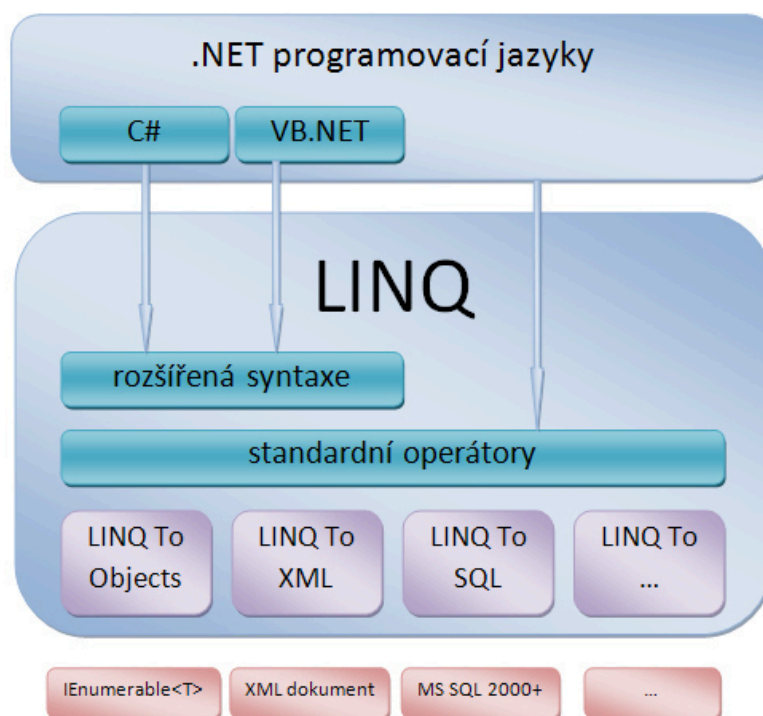 .NET programovací jazyky
C#
VB.NET
LINQ
rozšířená syntaxe
standardní operátory
LINQ To
Objects
LINQ To
XML
LINQ To
SQL
LINQ To
...
IEnumerable<T>
XML dokument
MS SQL 2000+
...